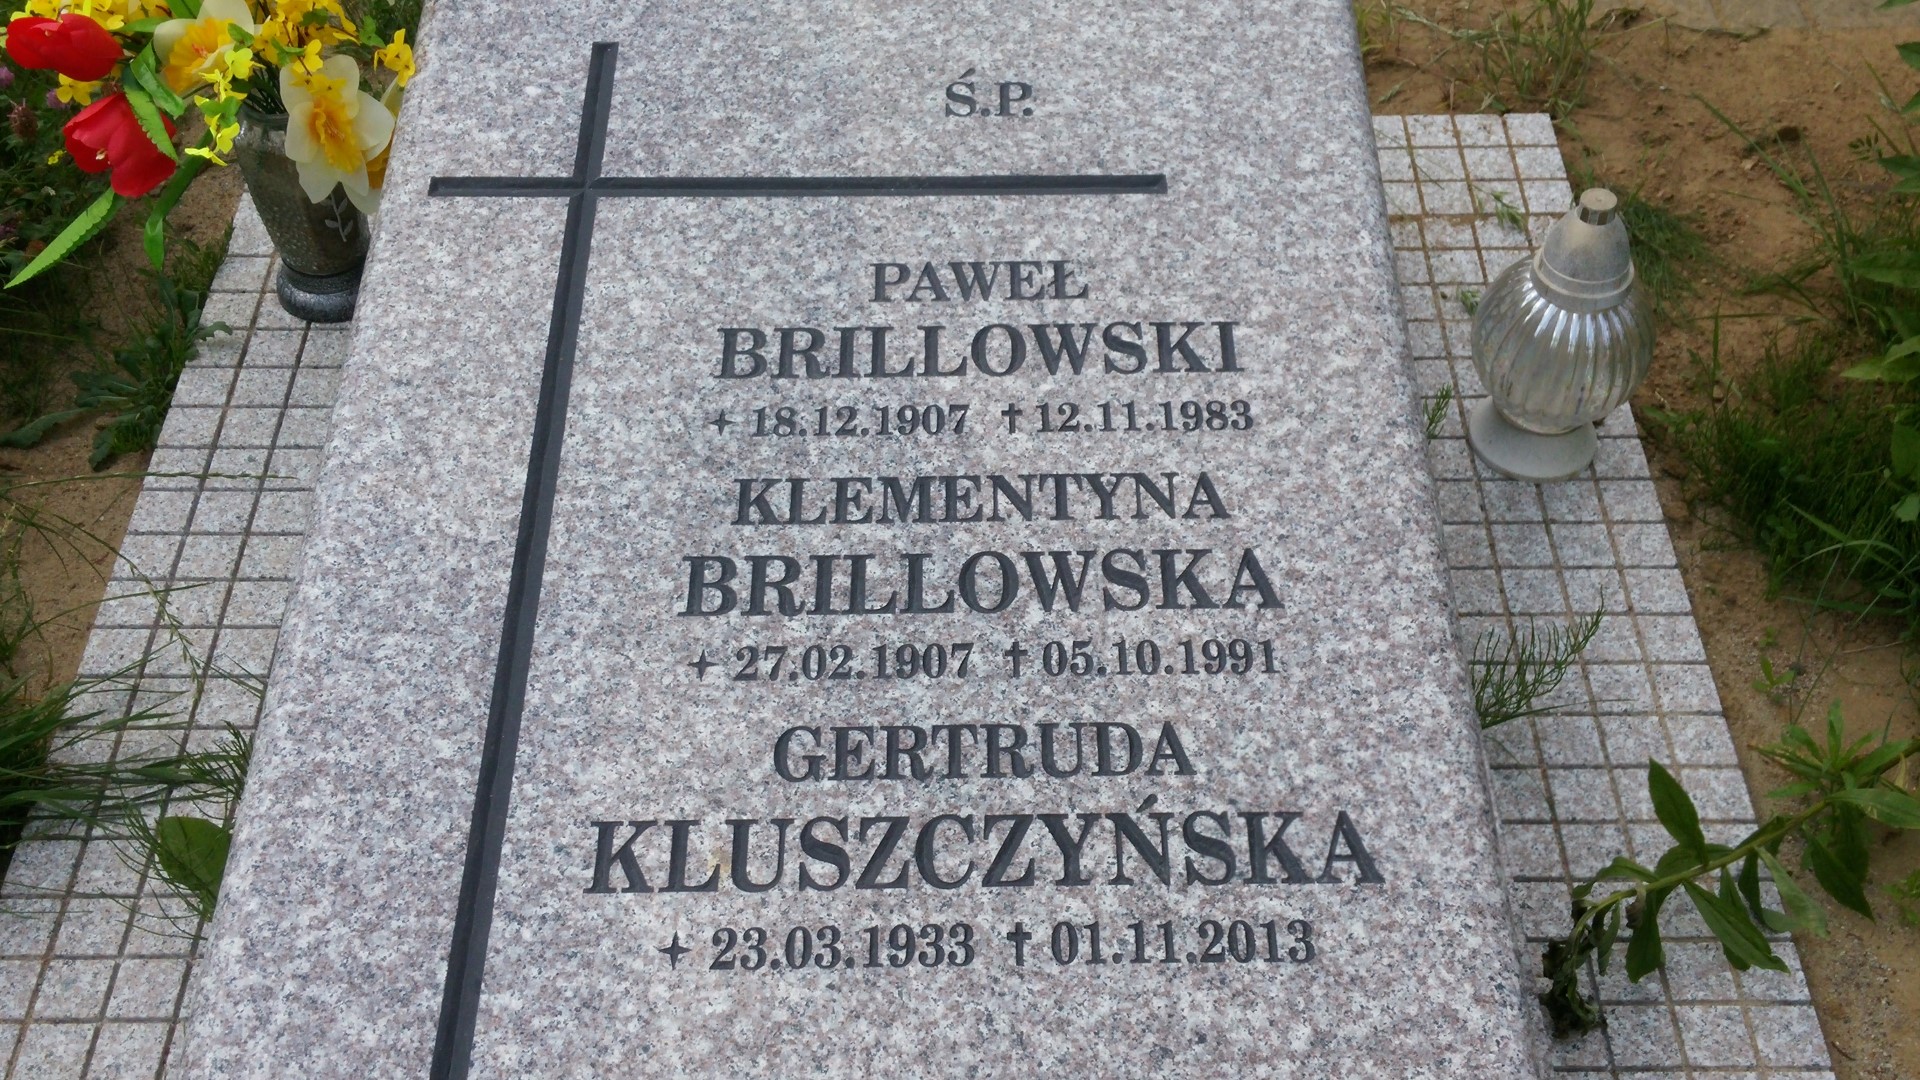 Ś.P.
PAWEŁ
BRILLOWSKI
✦ 18.12.1907 ✝ 12.11.1983
KLEMENTYNA
BRILLOWSKA
✦ 27.02.1907 ✝ 05.10.1991
GERTRUDA
KLUSZCZYŃSKA
✦ 23.03.1933 ✝ 01.11.2013